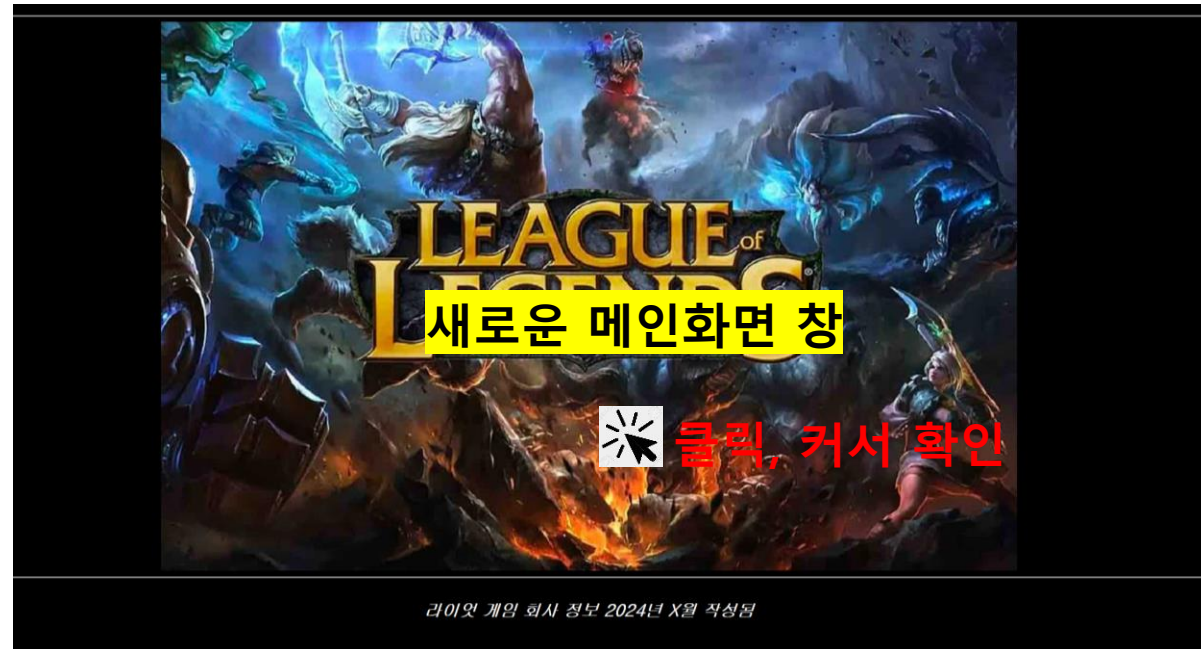 LEAGUE of
LEGENDS
새로운 메인화면 창
클릭, 커서 확인
라이엇 게임 회사 정보 2024년 X월 작성됨